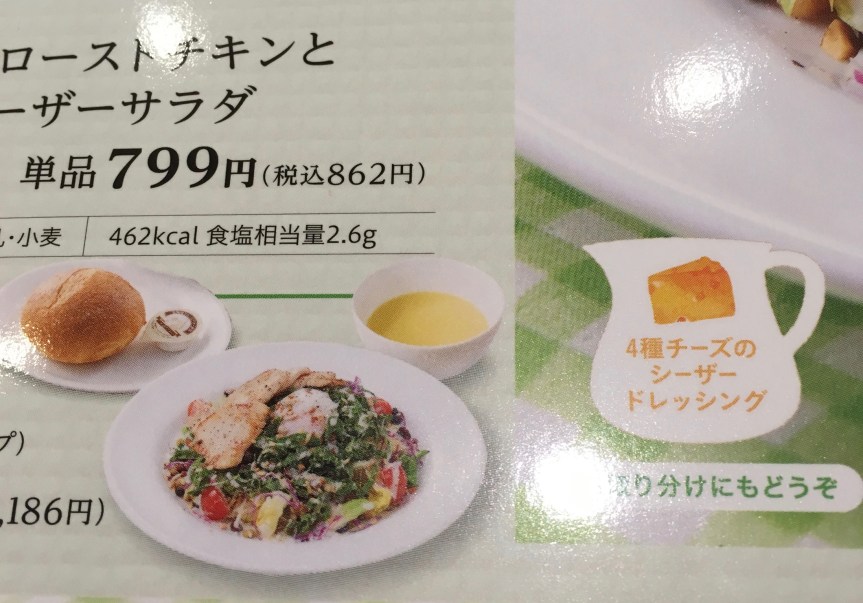 ローストチキンと
ーザーサラダ
単品799円(税込862円)
・小麦
462kcal 食塩相当量2.6g
プ)
,186円)
4種チーズの
シーザー
ドレッシング
り分けにもどうぞ